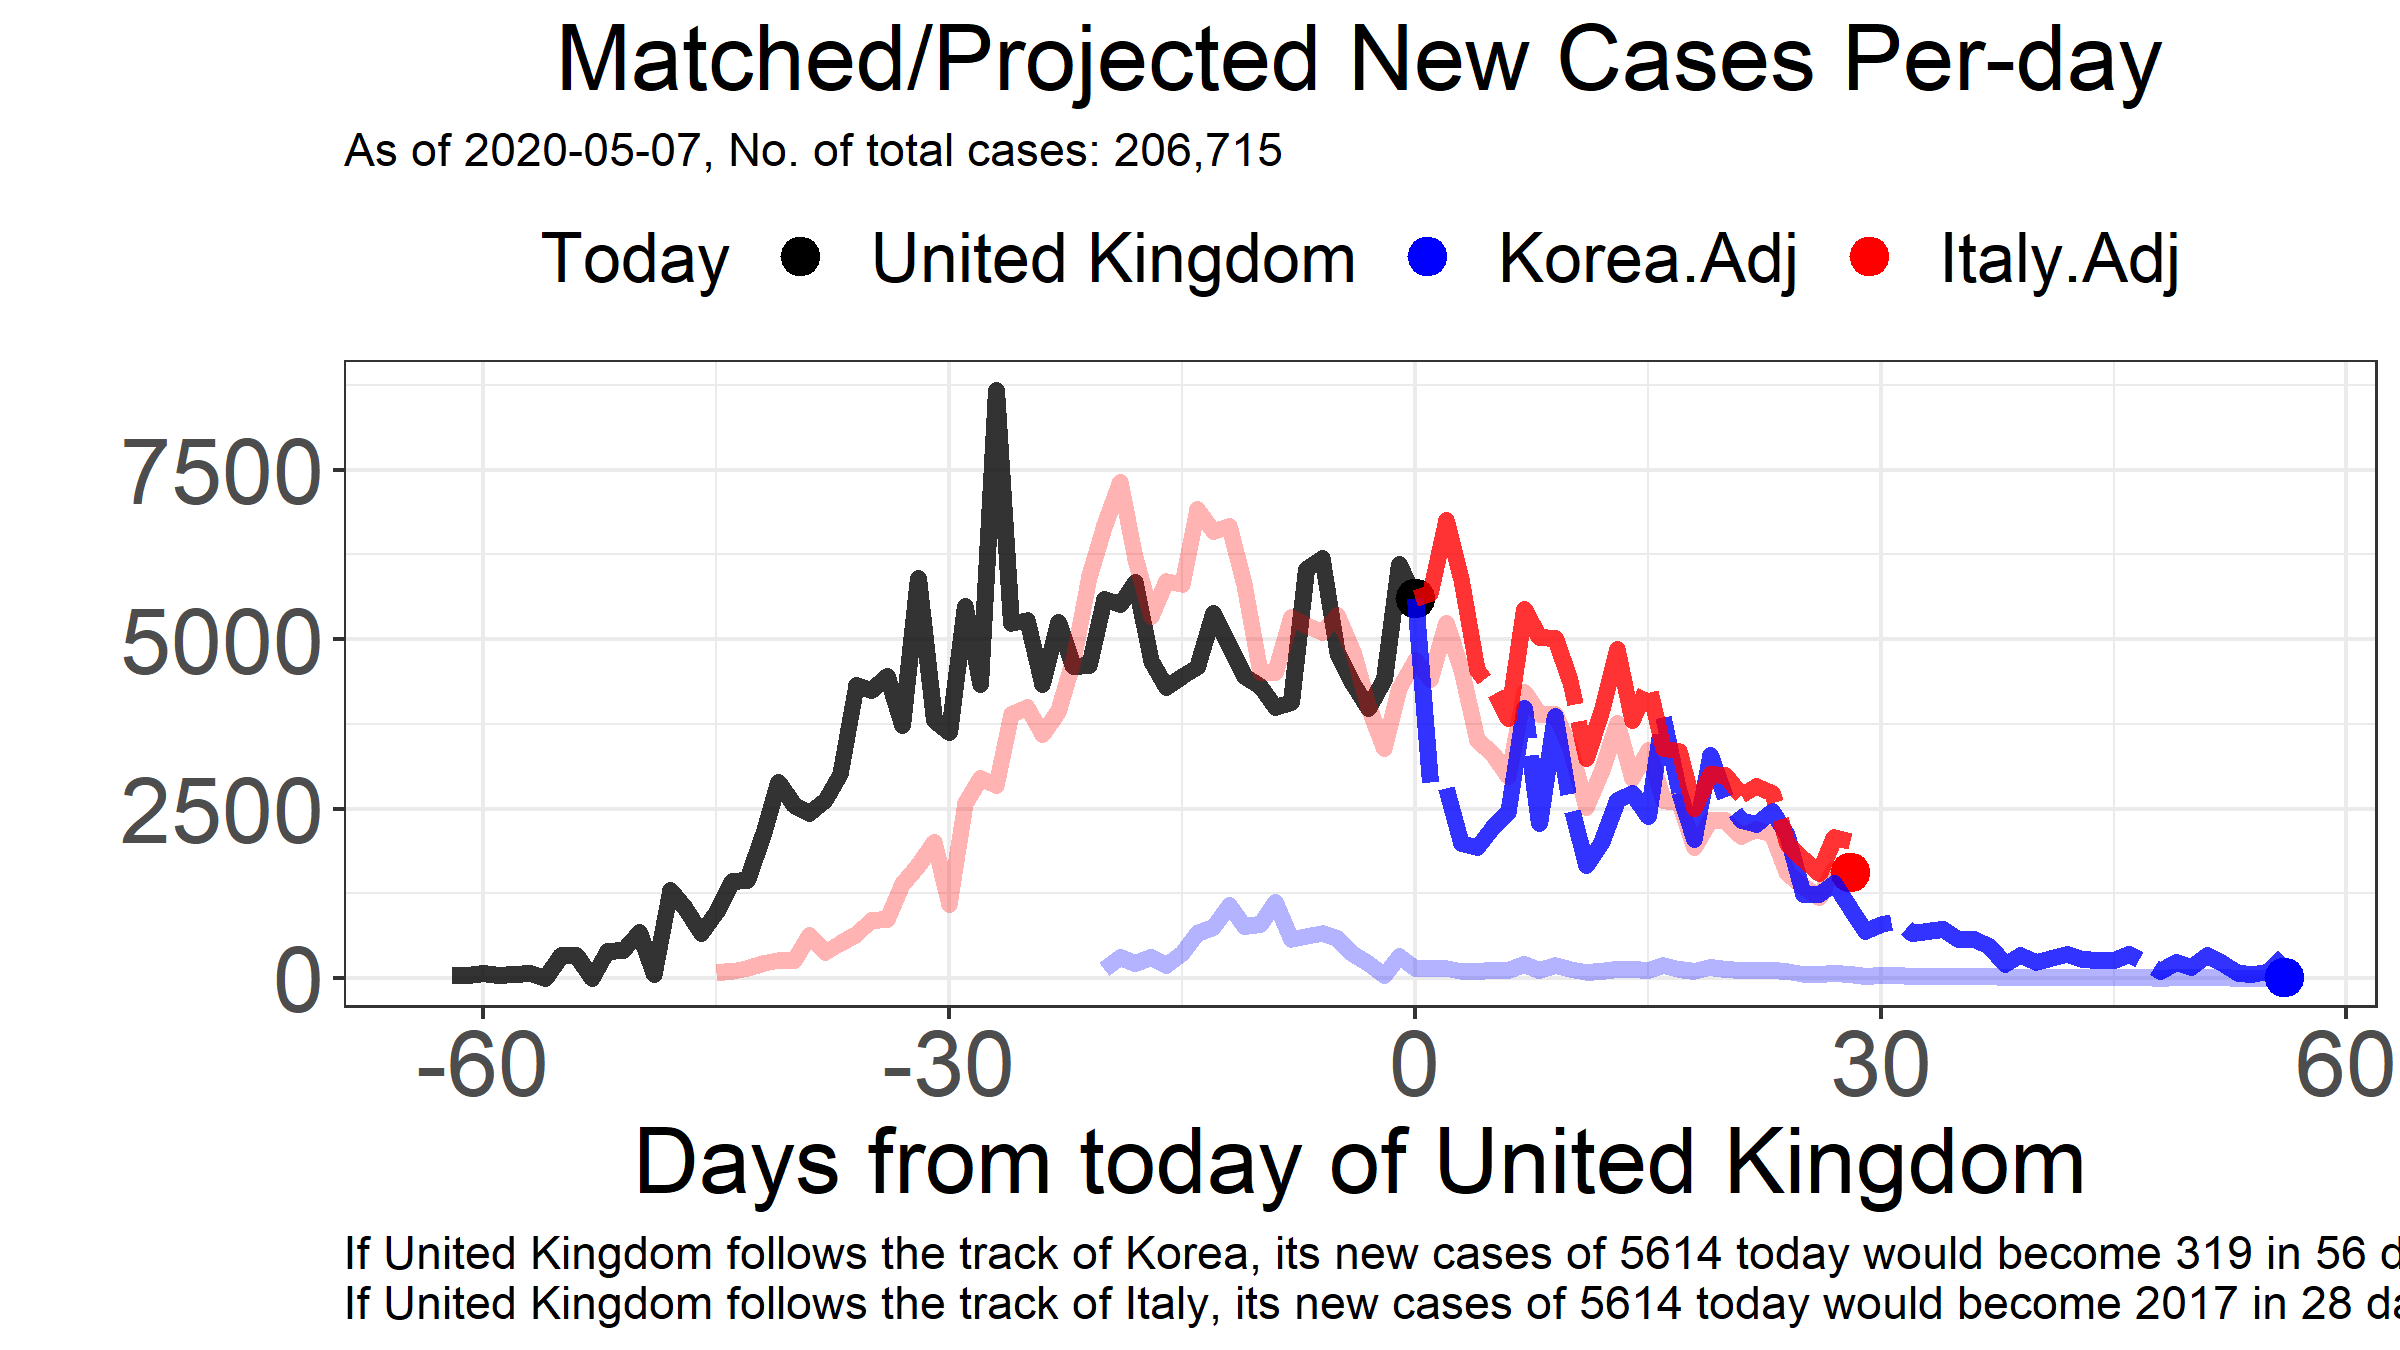 Matched/Projected New Cases Per-day
As of 2020-05-07, No. of total cases: 206,715
Today United Kingdom Korea.Adj Italy.Adj
7500
5000
2500
0
-60 -30 0 30 60
Days from today of United Kingdom
If United Kingdom follows the track of Korea, its new cases of 5614 today would become 319 in 56 d
If United Kingdom follows the track of Italy, its new cases of 5614 today would become 2017 in 28 da